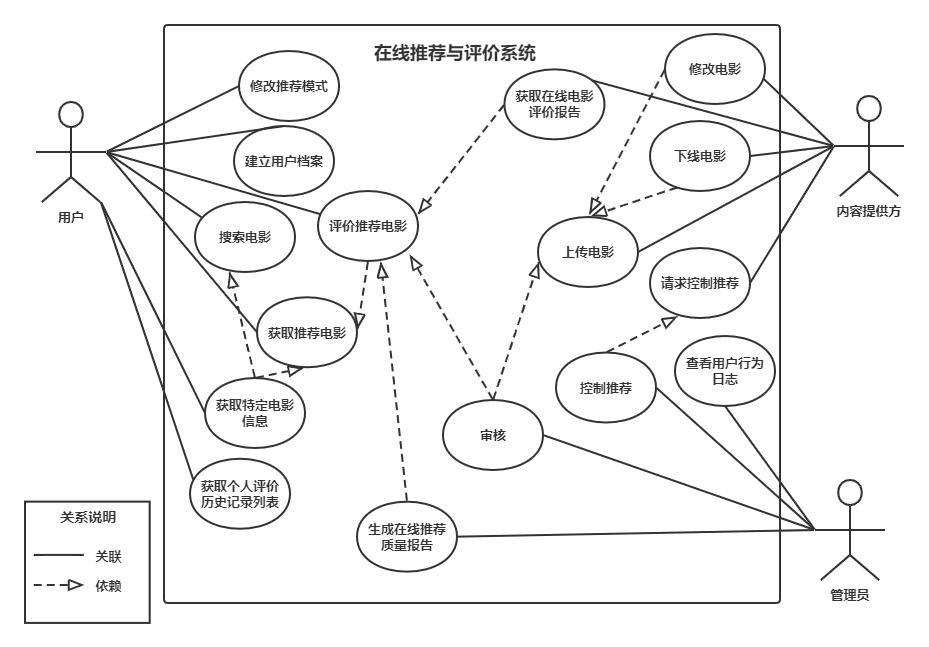 在线推荐与评价系统
修改推荐模式
获取在线电影
评价报告
修改电影
建立用户档案
下线电影
用户
内容提供方
搜索电影
评价推荐电影
上传电影
请求控制推荐
获取推荐电影
查看用户行为
日志
控制推荐
获取特定电影
信息
审核
获取个人评价
历史记录列表
生成在线推荐
质量报告
关系说明
关联
依赖
管理员